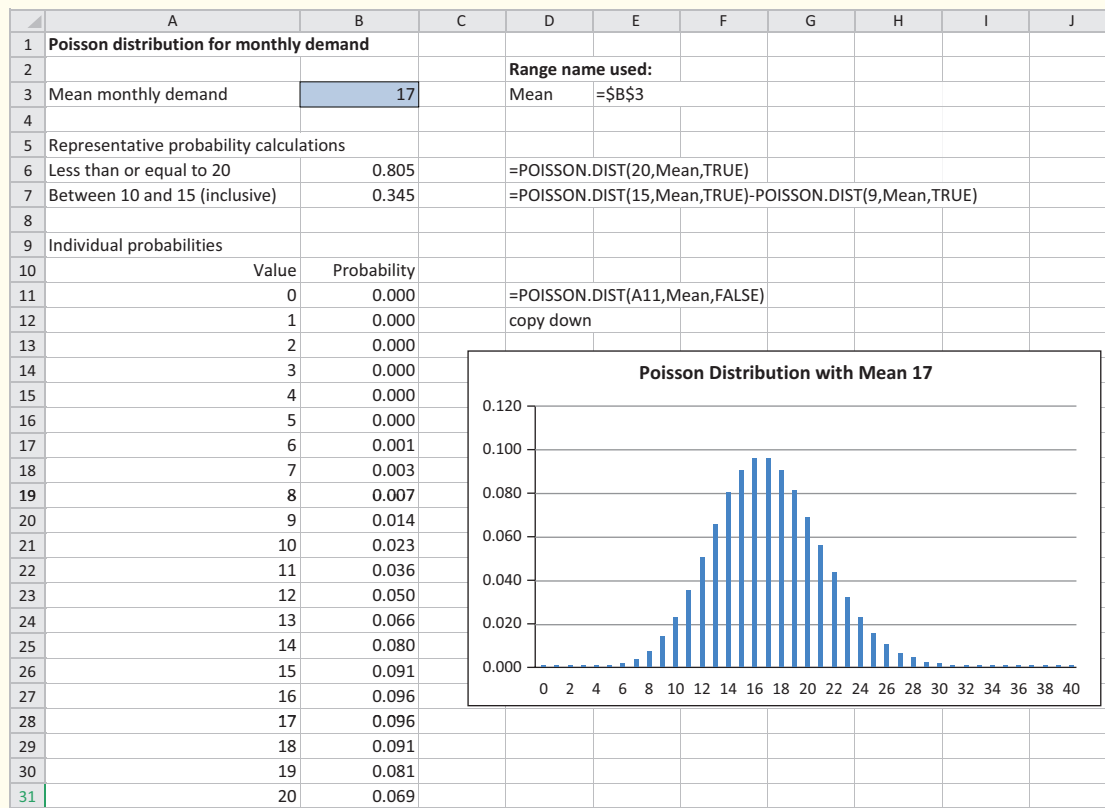 A B C D E F G H I J
1 Poisson distribution for monthly demand
2 Range name used:
3 Mean monthly demand 17 Mean =$B$3
4
5 Representative probability calculations
6 Less than or equal to 20 0.805 =POISSON.DIST(20,Mean,TRUE)
7 Between 10 and 15 (inclusive) 0.345 =POISSON.DIST(15,Mean,TRUE)-POISSON.DIST(9,Mean,TRUE)
8
9 Individual probabilities
10 Value Probability
11 0 0.000 =POISSON.DIST(A11,Mean,FALSE)
12 1 0.000 copy down
13 2 0.000
14 3 0.000
15 4 0.000
16 5 0.000
17 6 0.001
18 7 0.003
19 8 0.007
20 9 0.014
21 10 0.023
22 11 0.036
23 12 0.050
24 13 0.066
25 14 0.080
26 15 0.091
27 16 0.096
28 17 0.096
29 18 0.091
30 19 0.081
31 20 0.069
Poisson Distribution with Mean 17
0.120
0.100
0.080
0.060
0.040
0.020
0.000
0 2 4 6 8 10 12 14 16 18 20 22 24 26 28 30 32 34 36 38 40